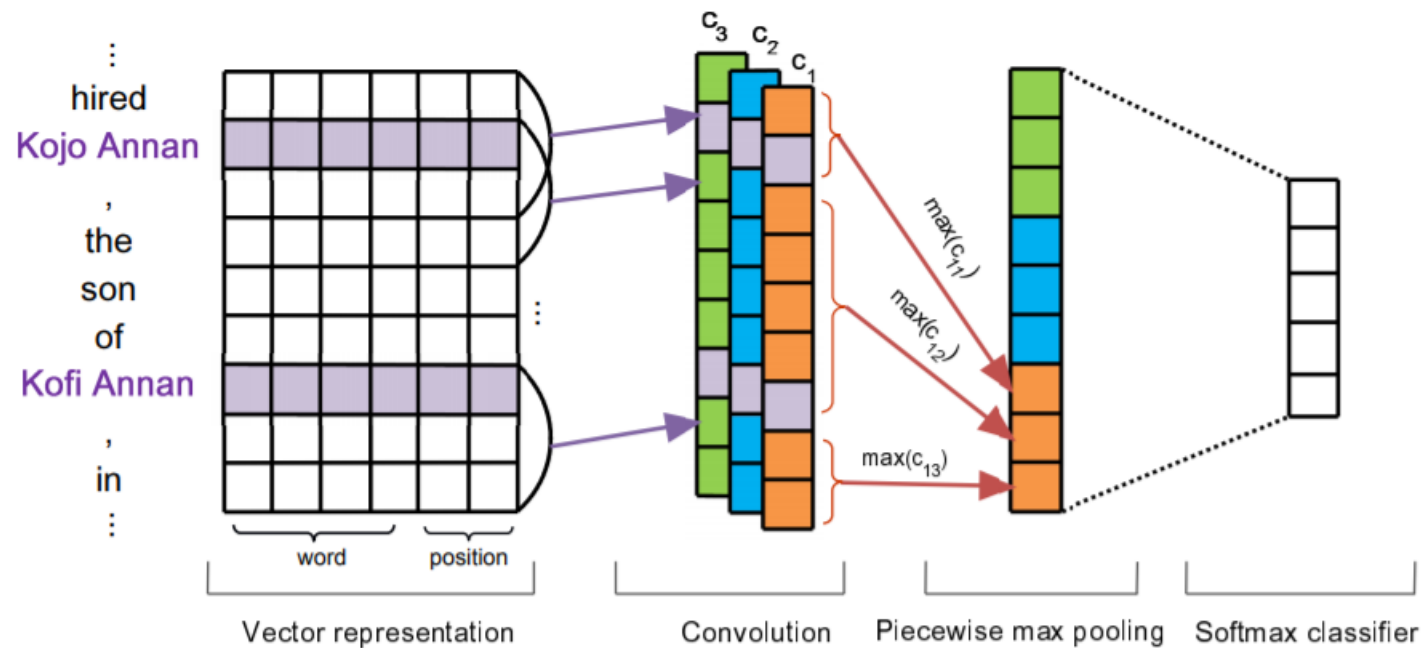 ⋮
hired
Kojo Annan
,
the
son
of
Kofi Annan
,
in
⋮
word
position
Vector representation
⋮
c3
c2
c1
Convolution
max(c11)
max(c12)
max(c13)
Piecewise max pooling
Softmax classifier